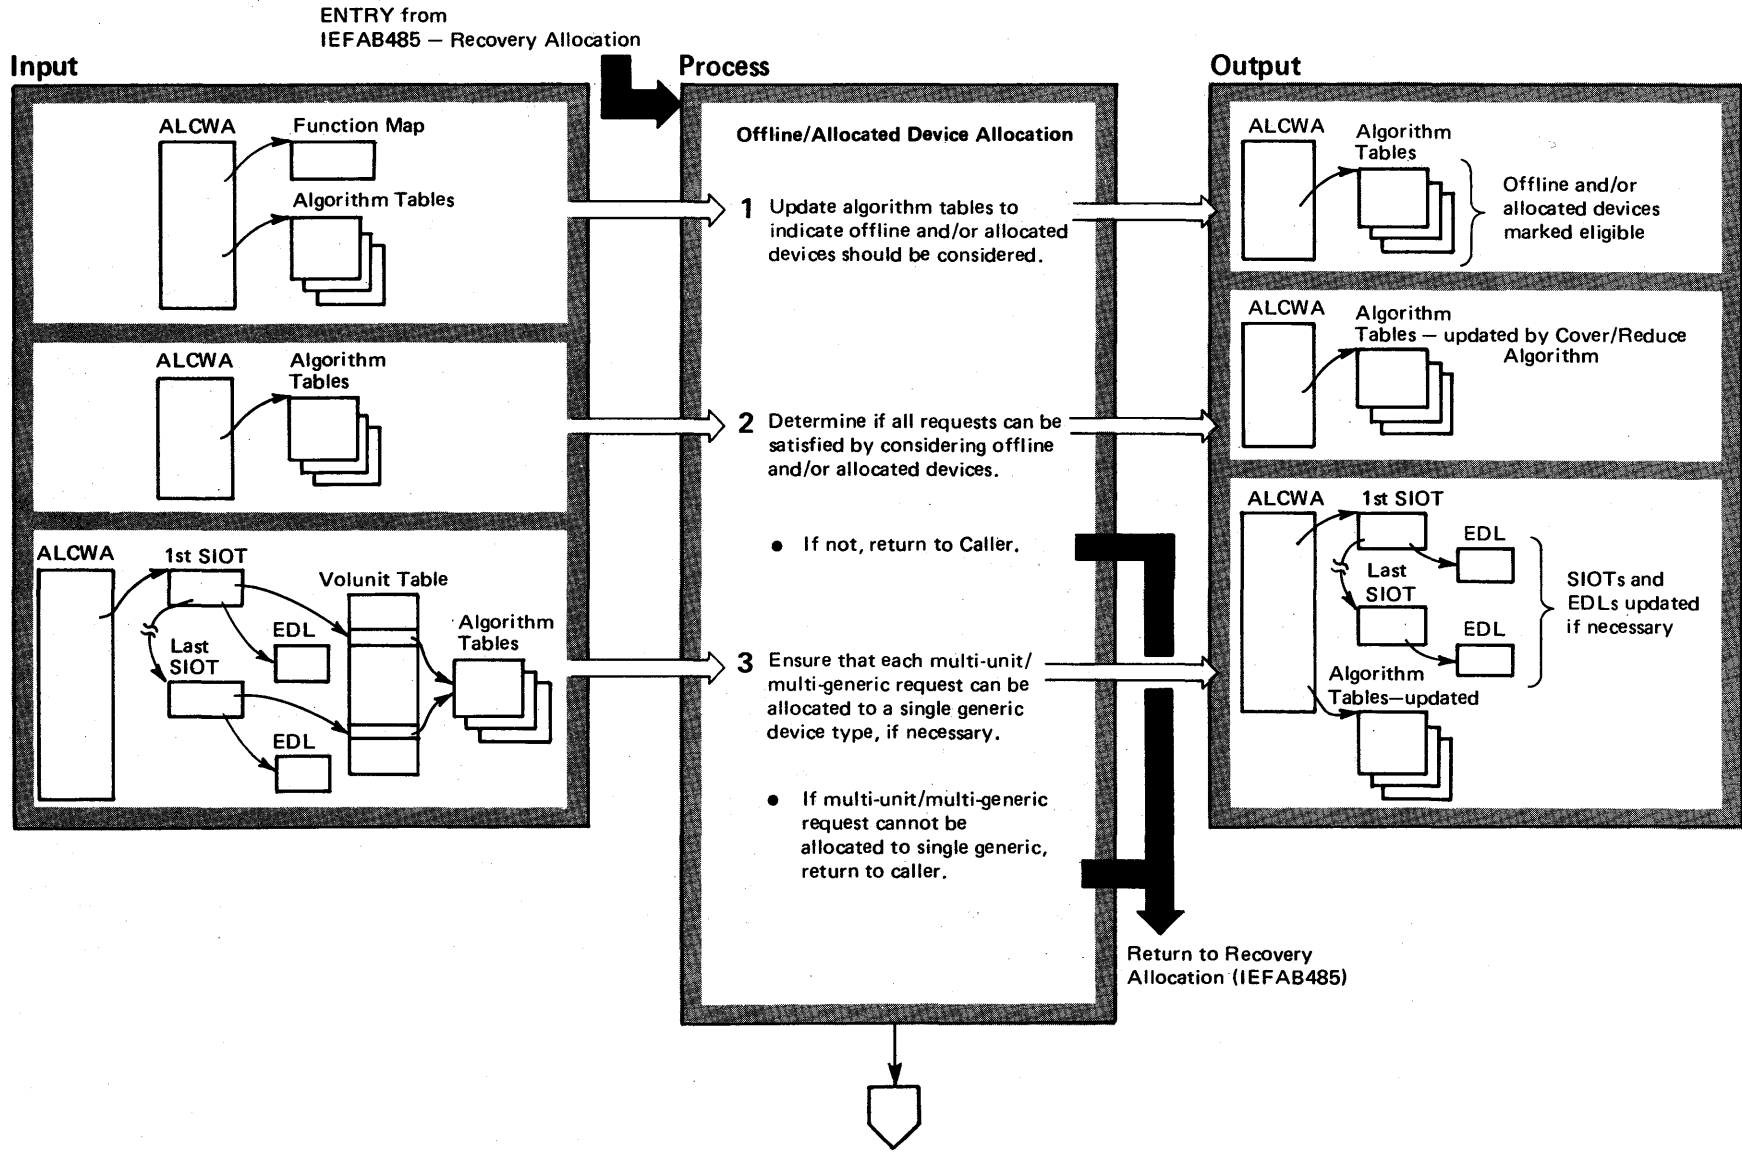 ENTRY from
IEFAB485 — Recovery Allocation
Input
ALCWA
Function Map
Algorithm Tables
ALCWA
Algorithm
Tables
ALCWA
1st SIOT
Volunit Table
EDL
Algorithm
Tables
Last
SIOT
EDL
Process
Offline/Allocated Device Allocation
1 Update algorithm tables to
indicate offline and/or allocated
devices should be considered.
2 Determine if all requests can be
satisfied by considering offline
and/or allocated devices.
● If not, return to Caller.
3 Ensure that each multi-unit/
multi-generic request can be
allocated to a single generic
device type, if necessary.
● If multi-unit/multi-generic
request cannot be
allocated to single generic,
return to caller.
Return to Recovery
Allocation (IEFAB485)
Output
ALCWA
Algorithm
Tables
Offline and/or
allocated devices
marked eligible
ALCWA
Algorithm
Tables — updated by Cover/Reduce
Algorithm
ALCWA
1st SIOT
EDL
Last
SIOT
EDL
SIOTs and
EDLs updated
if necessary
Algorithm
Tables—updated